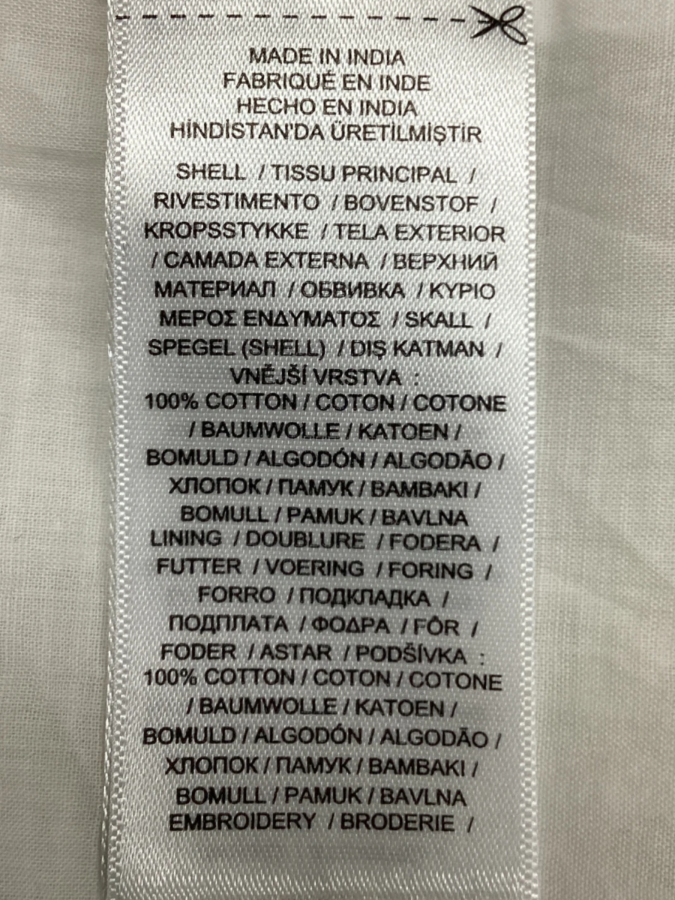 MADE IN INDIA
FABRIQUÉ EN INDE
HECHO EN INDIA
HİNDİSTAN'DA ÜRETİLMİŞTİR
SHELL / TISSU PRINCIPAL /
RIVESTIMENTO / BOVENSTOF /
KROPSSTYKKE / TELA EXTERIOR
/ CAMADA EXTERNA / ВЕРХНИЙ
МАТЕРИАЛ / ОБВИВКА / ΚΥΡΙΟ
ΜΕΡΟΣ ΕΝΔΥΜΑΤΟΣ / SKALL /
SPEGEL (SHELL) / DIŞ KATMAN /
VNĚJŠÍ VRSTVA :
100% COTTON / COTON / COTONE
/ BAUMWOLLE / KATOEN /
BOMULD / ALGODÓN / ALGODÃO /
ХЛОПОК / ПАМУК / ΒΑΜΒΑΚΙ /
BOMULL / PAMUK / BAVLNA
LINING / DOUBLURE / FODERA /
FUTTER / VOERING / FORING /
FORRO / ПОДКЛАДКА /
ПОДПЛАТА / ΦΟΔΡΑ / FÔR /
FODER / ASTAR / PODŠÍVKA :
100% COTTON / COTON / COTONE
/ BAUMWOLLE / KATOEN /
BOMULD / ALGODÓN / ALGODÃO /
ХЛОПОК / ПАМУК / ΒΑΜΒΑΚΙ /
BOMULL / PAMUK / BAVLNA
EMBROIDERY / BRODERIE /